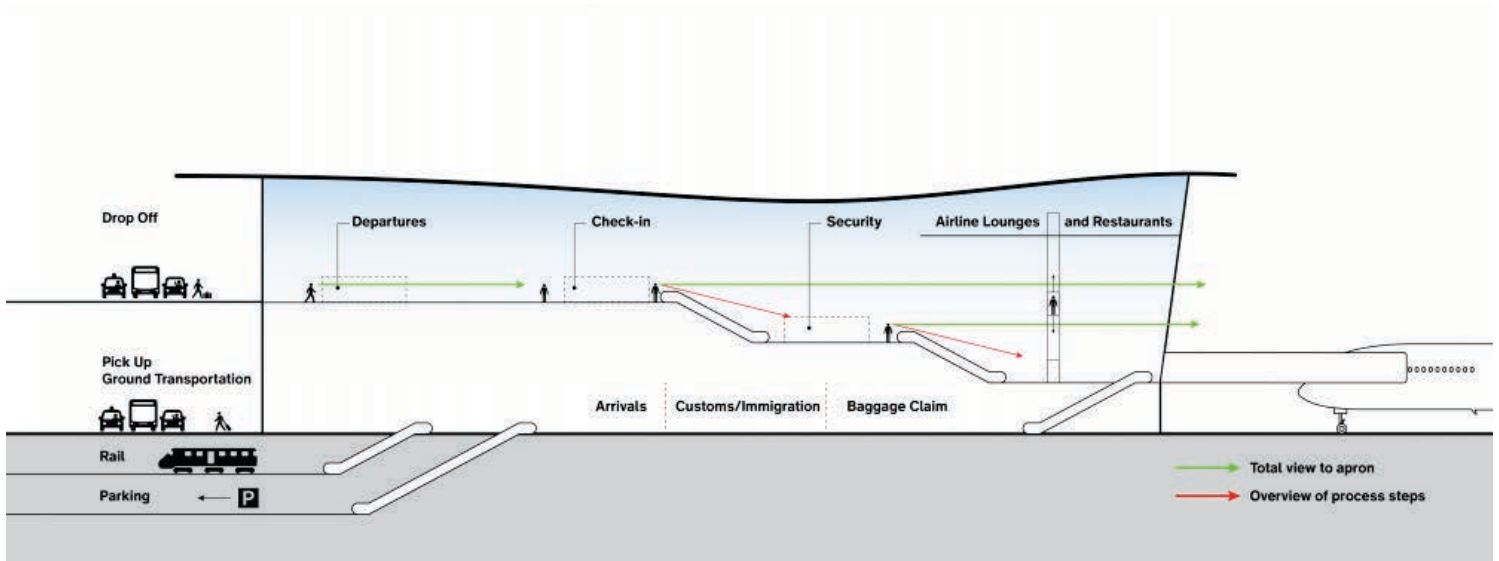 Drop Off
Departures
Check-in
Security
Airline Lounges and Restaurants
Pick Up
Ground Transportation
Arrivals
Customs/Immigration
Baggage Claim
Rail
Parking
P
Total view to apron
Overview of process steps